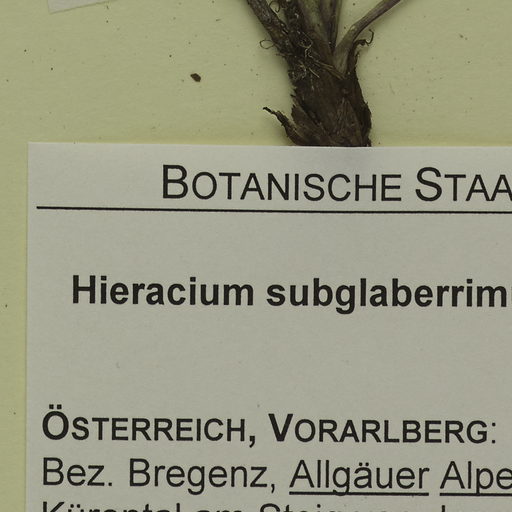 BOTANISCHE STAA
Hieracium subglaberrim
ÖSTERREICH, VORARLBERG:
Bez. Bregenz, Allgäuer Alpe